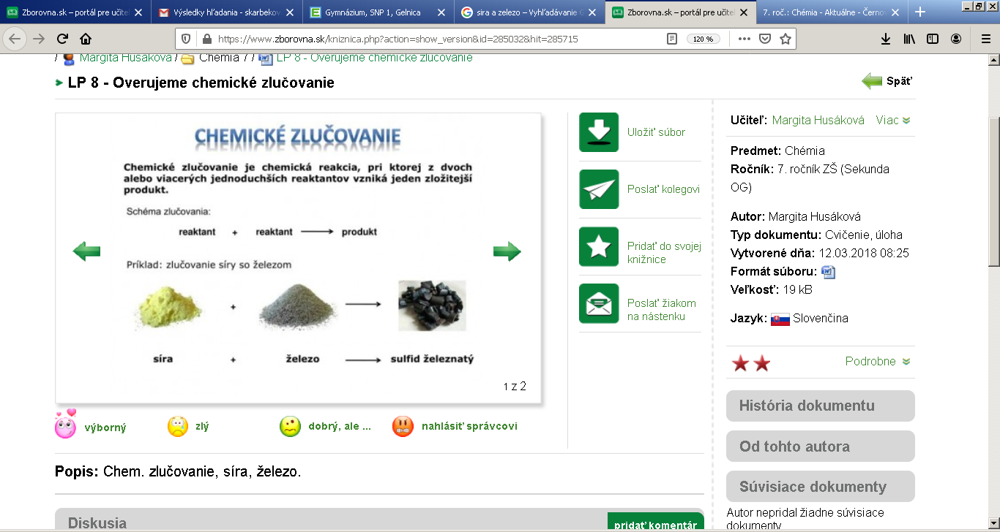 Zborovna.sk – portál pre učite
Výsledky hľadania - skarbekov
Gymnázium, SNP 1, Gelnica
sira a zelezo – Vyhľadávanie G
Zborovna.sk – portál pre učite
7. roč.: Chémia - Aktuálne - Černov
https://www.zborovna.sk/kniznica.php?action=show_version&id=285032&hit=285715
120 %
/ Margita Husáková / Chémia 7 / LP 8 - Overujeme chemické zlučovanie
LP 8 - Overujeme chemické zlučovanie
Späť
CHEMICKÉ ZLUČOVANIE
Chemické zlučovanie je chemická reakcia, pri ktorej z dvoch
alebo viacerých jednoduchších reaktantov vzniká jeden zložitejší
produkt.
Schéma zlučovania:
reaktant + reaktant → produkt
Príklad: zlučovanie síry so železom
+ →
síra + železo → sulfid železnatý
1 z 2
výborný
zlý
dobrý, ale ...
nahlásiť správcovi
Uložiť súbor
Poslať kolegovi
Pridať do svojej
knižnice
Poslať žiakom
na nástenku
Učiteľ: Margita Husáková Viac
Predmet: Chémia
Ročník: 7. ročník ZŠ (Sekunda
OG)
Autor: Margita Husáková
Typ dokumentu: Cvičenie, úloha
Vytvorené dňa: 12.03.2018 08:25
Formát súboru:
Veľkosť: 19 kB
Jazyk: Slovenčina
Podrobne
História dokumentu
Od tohto autora
Súvisiace dokumenty
Autor nepridal žiadne súvisiace
dokumenty
Popis: Chem. zlučovanie, síra, železo.
Diskusia
pridať komentár